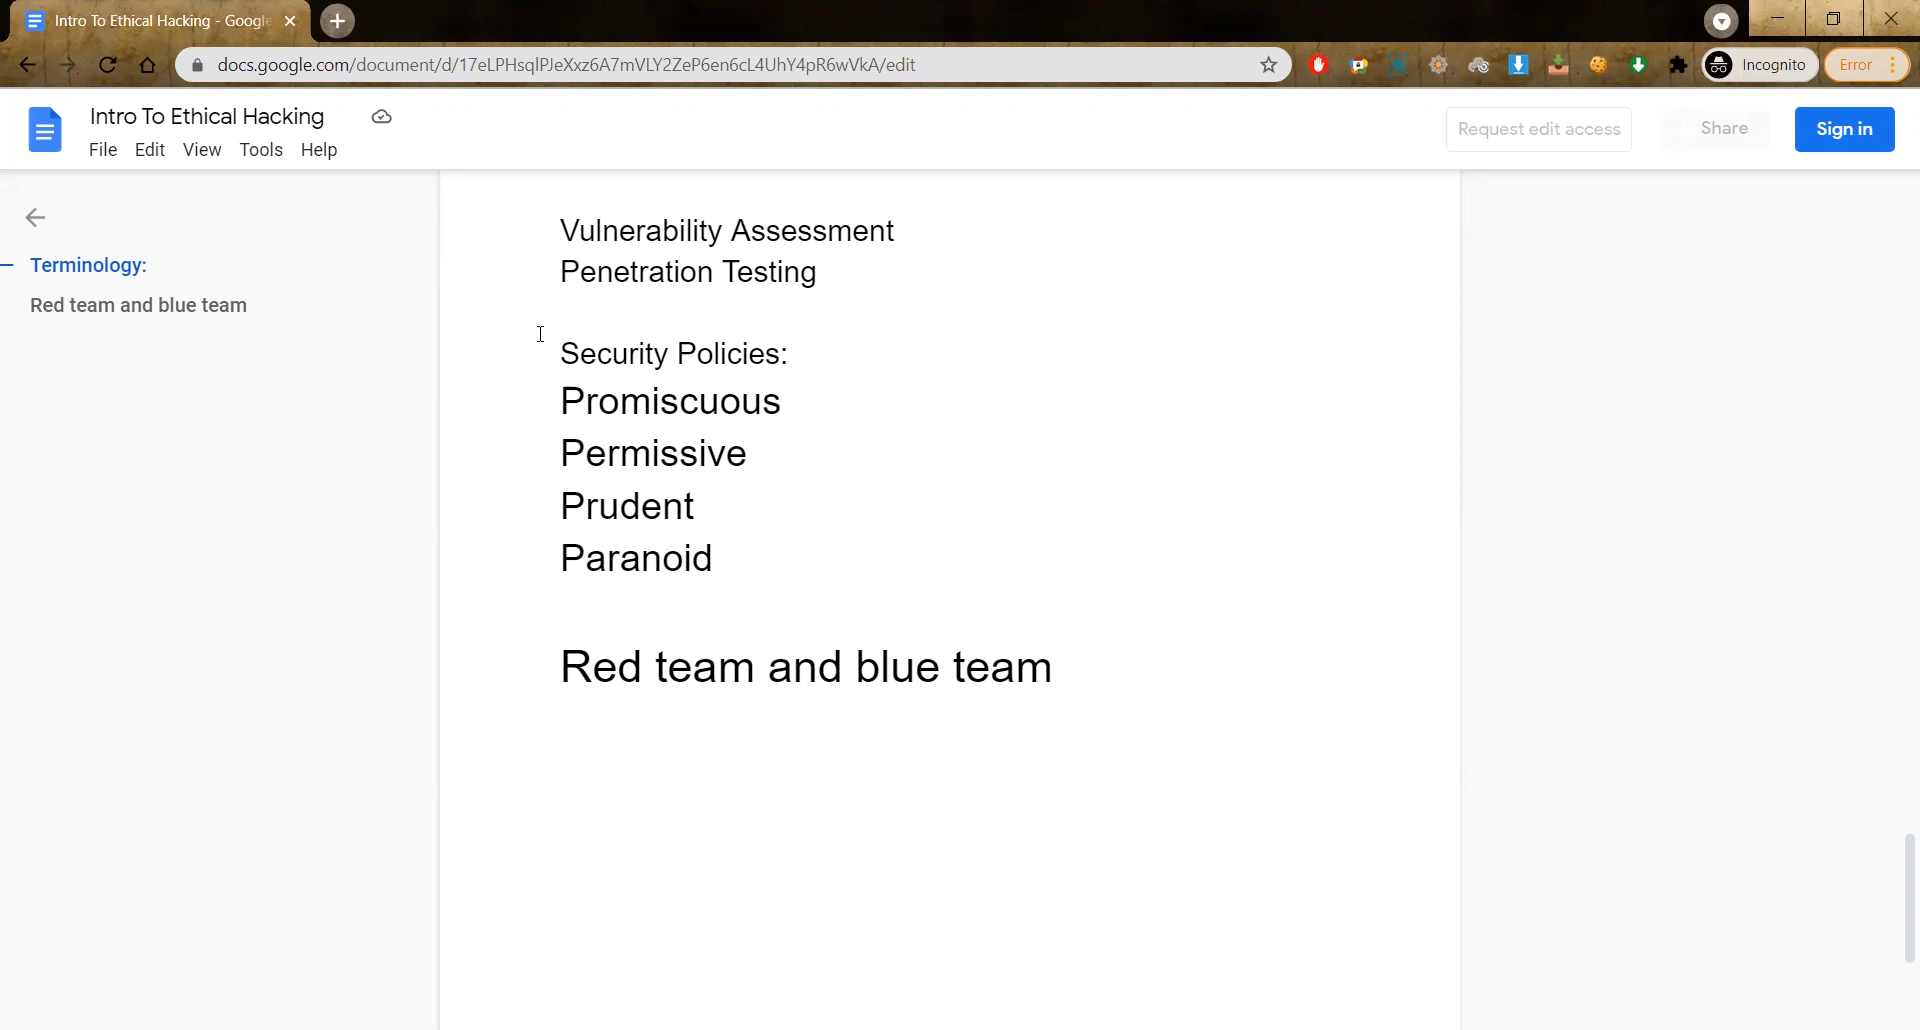 Intro To Ethical Hacking - Google
docs.google.com/document/d/17eLPHsqlPJeXxz6A7mVLY2ZeP6en6cL4UhY4pR6wVkA/edit
Incognito
Error
Intro To Ethical Hacking
File Edit View Tools Help
Request edit access
Share
Sign in
Terminology:
Red team and blue team
Vulnerability Assessment
Penetration Testing
Security Policies:
Promiscuous
Permissive
Prudent
Paranoid
Red team and blue team